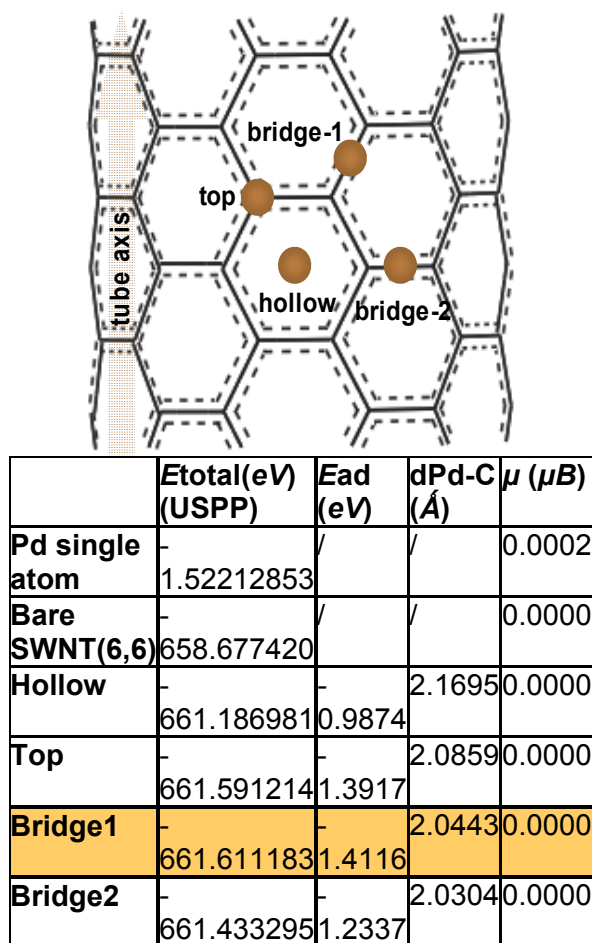 bridge-1
top
tube axis
hollow
bridge-2
Etotal(eV) Ead dPd-C μ (μB)
(USPP) (eV) (Ǻ)
Pd single - / / 0.0002
atom 1.52212853
Bare - / / 0.0000
SWNT(6,6) 658.677420
Hollow - - 2.1695 0.0000
661.186981 0.9874
Top - - 2.0859 0.0000
661.591214 1.3917
Bridge1 - - 2.0443 0.0000
661.611183 1.4116
Bridge2 - - 2.0304 0.0000
661.433295 1.2337